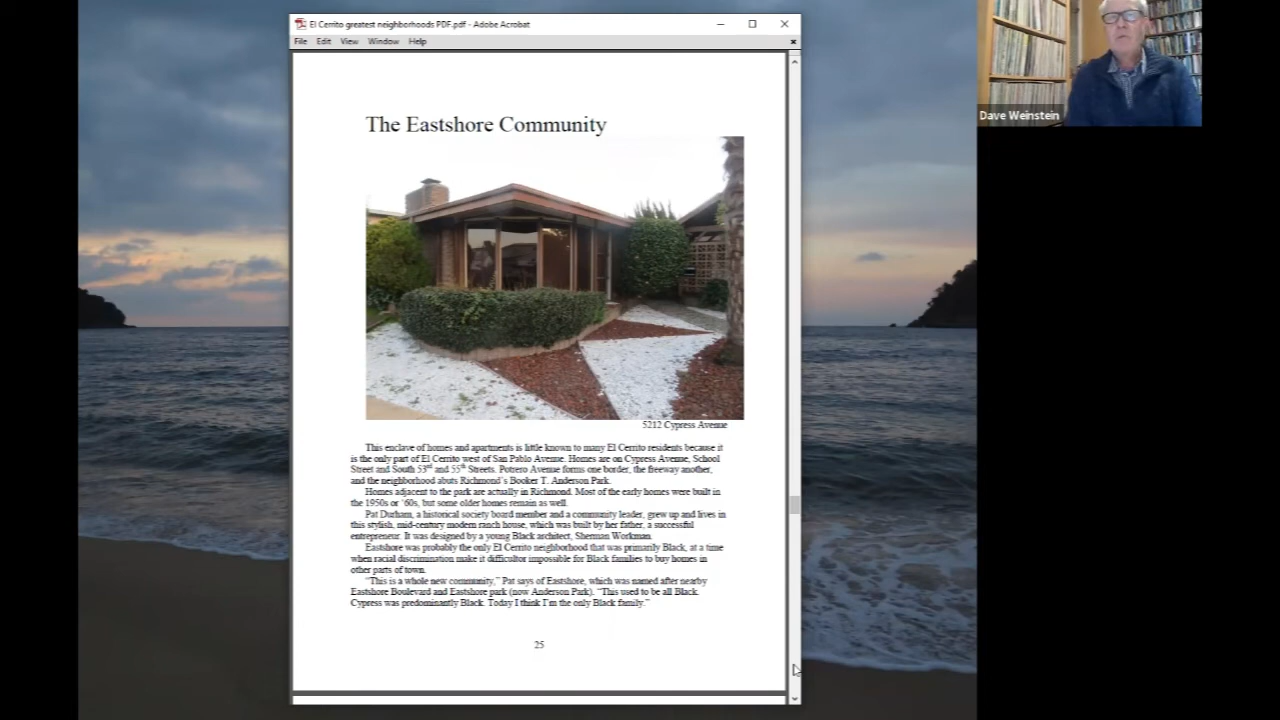 El Cerrito greatest neighborhoods PDF.pdf - Adobe Acrobat
File Edit View Window Help
Dave Weinstein
The Eastshore Community
5212 Cypress Avenue
This enclave of homes and apartments is little known to many El Cerrito residents because it
is the only part of El Cerrito west of San Pablo Avenue. Homes are on Cypress Avenue, School
Street and South 53rd and 55th Streets. Potrero Avenue forms one border, the freeway another,
and the neighborhood abuts Richmond's Booker T. Anderson Park.
Homes adjacent to the park are actually in Richmond. Most of the early homes were built in
the 1950s or '60s, but some older homes remain as well.
Pat Durham, a historical society board member and a community leader, grew up and lives in
this stylish, mid-century modern ranch house, which was built by her father, a successful
entrepreneur. It was designed by a young Black architect, Sherman Workman.
Eastshore was probably the only El Cerrito neighborhood that was primarily Black, at a time
when racial discrimination make it difficultor impossible for Black families to buy homes in
other parts of town.
"This is a whole new community," Pat says of Eastshore, which was named after nearby
Eastshore Boulevard and Eastshore park (now Anderson Park). "This used to be all Black.
Cypress was predominantly Black. Today I think I'm the only Black family."
25